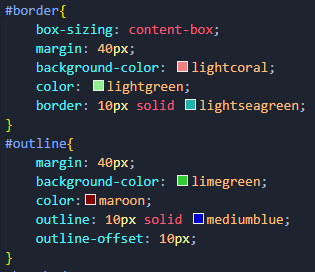 #border{
    box-sizing: content-box;
    margin: 40px;
    background-color: lightcoral;
    color: lightgreen;
    border: 10px solid lightseagreen;
}
#outline{
    margin: 40px;
    background-color: limegreen;
    color:maroon;
    outline: 10px solid mediumblue;
    outline-offset: 10px;
}